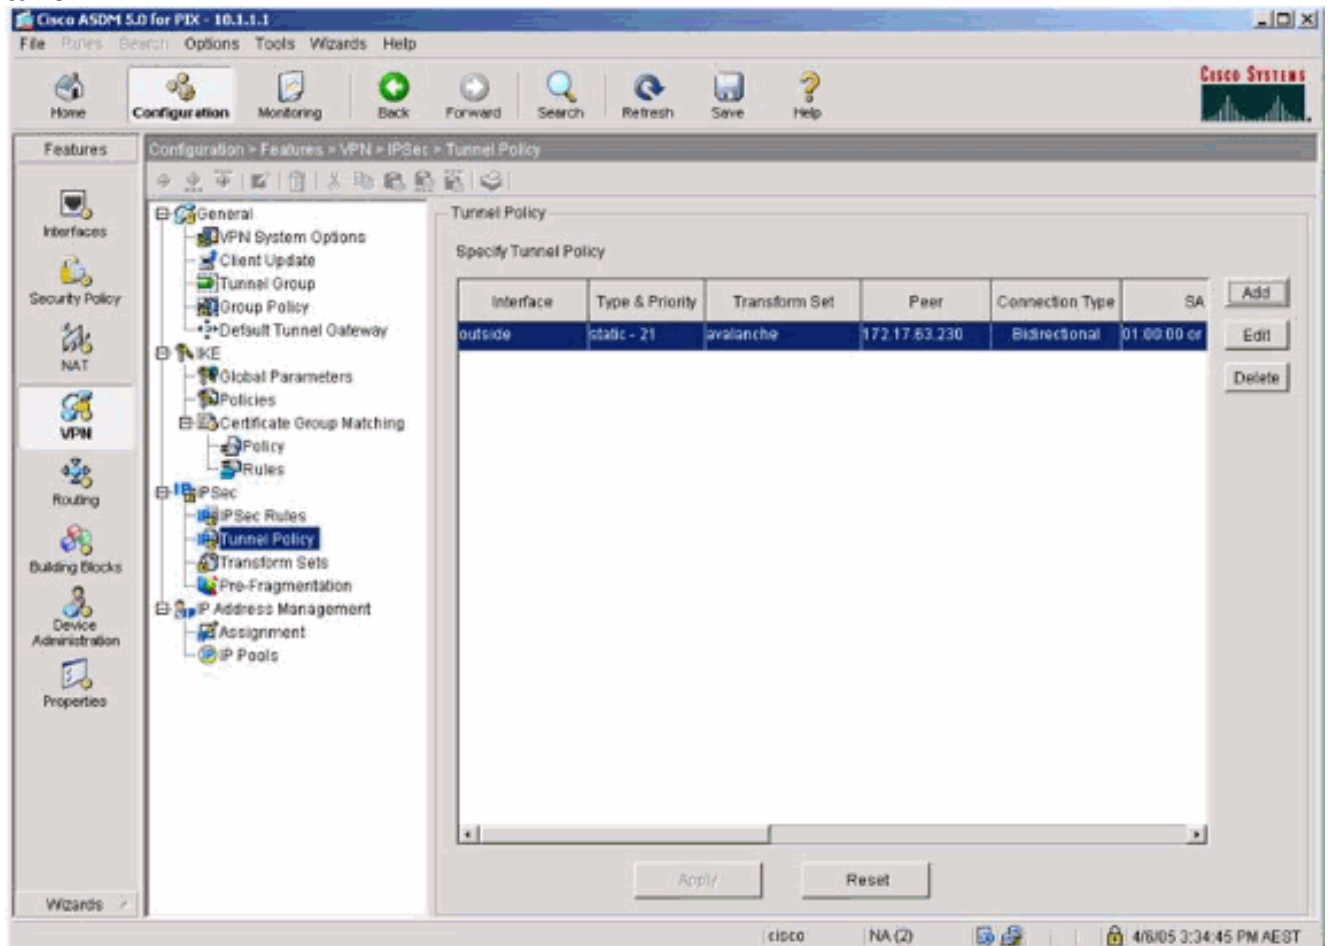 Cisco ASDM 5.0 for PIX - 10.1.1.1
File Rules Search Options Tools Wizards Help
Home Configuration Monitoring Back Forward Search Refresh Save Help
CISCO SYSTEMS
Features
Configuration > Features > VPN > IPSec > Tunnel Policy
Interfaces
Security Policy
NAT
VPN
Routing
Building Blocks
Device
Administration
Properties
Wizards
General
VPN System Options
Client Update
Tunnel Group
Group Policy
Default Tunnel Gateway
IKE
Global Parameters
Policies
Certificate Group Matching
Policy
Rules
IPSec
IPSec Rules
Tunnel Policy
Transform Sets
Pre-Fragmentation
IP Address Management
Assignment
IP Pools
Tunnel Policy
Specify Tunnel Policy
Interface Type & Priority Transform Set Peer Connection Type SA
outside static - 21 avalanche 172.17.63.230 Bidirectional 01:00:00 or
Add
Edit
Delete
Apply Reset
cisco NA (2) 4/6/05 3:34:45 PM AEST